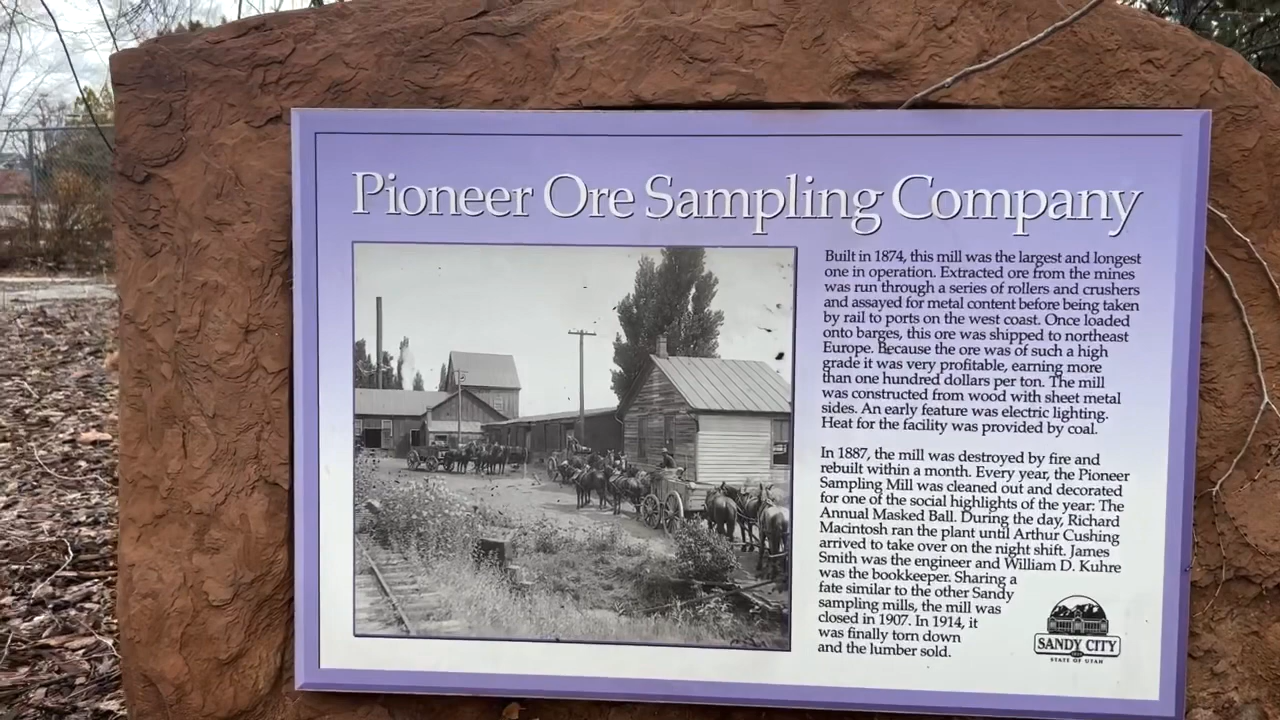 Pioneer Ore Sampling Company
Built in 1874, this mill was the largest and longest
one in operation. Extracted ore from the mines
was run through a series of rollers and crushers
and assayed for metal content before being taken
by rail to ports on the west coast. Once loaded
onto barges, this ore was shipped to northeast
Europe. Because the ore was of such a high
grade it was very profitable, earning more
than one hundred dollars per ton. The mill
was constructed from wood with sheet metal
sides. An early feature was electric lighting.
Heat for the facility was provided by coal.
In 1887, the mill was destroyed by fire and
rebuilt within a month. Every year, the Pioneer
Sampling Mill was cleaned out and decorated
for one of the social highlights of the year: The
Annual Masked Ball. During the day, Richard
Macintosh ran the plant until Arthur Cushing
arrived to take over on the night shift. James
Smith was the engineer and William D. Kuhre
was the bookkeeper. Sharing a
fate similar to the other Sandy
sampling mills, the mill was
closed in 1907. In 1914, it
was finally torn down
and the lumber sold.
SANDY CITY
STATE OF UTAH